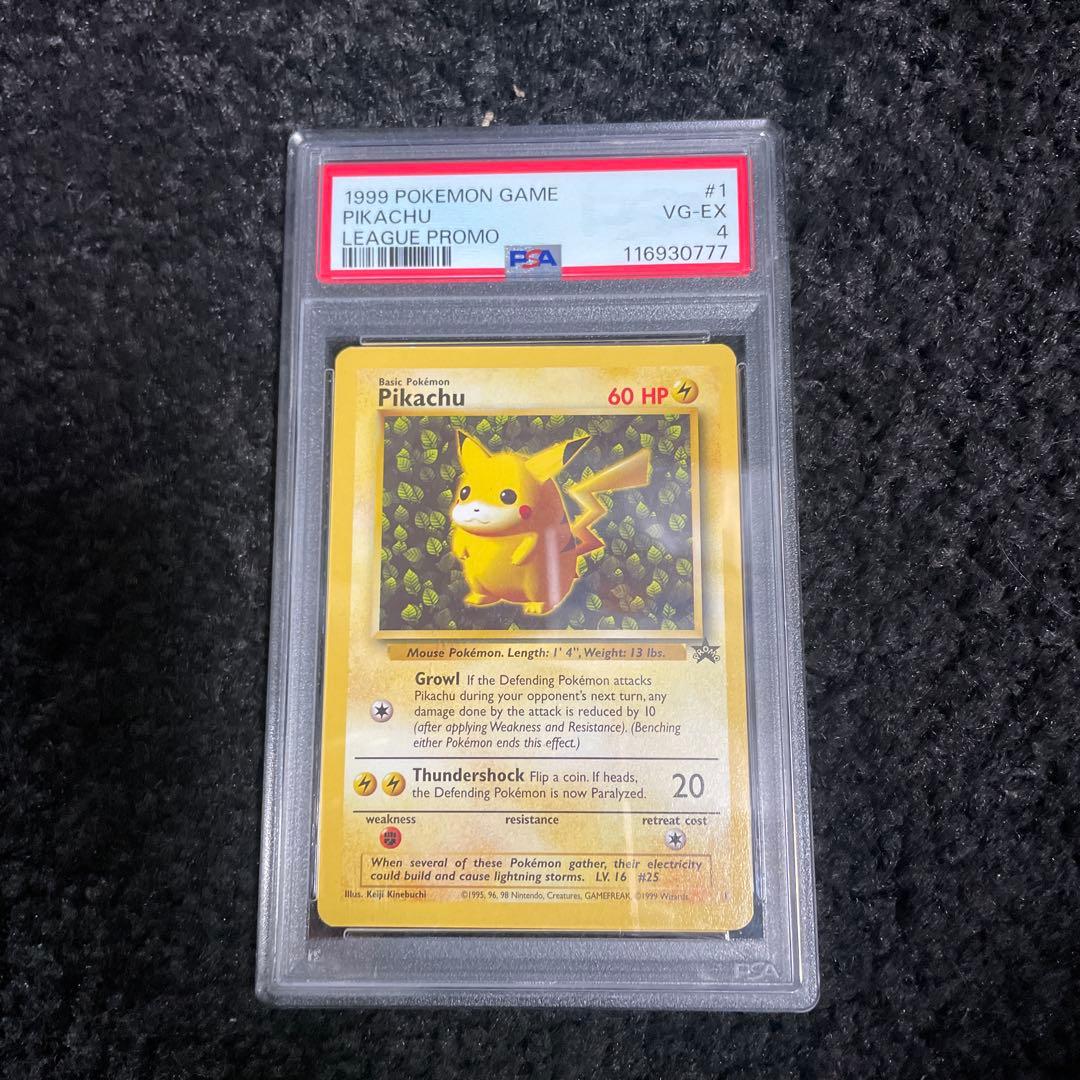 1999 POKEMON GAME #1
PIKACHU VG-EX
LEAGUE PROMO 4
PSA 116930777
Basic Pokémon
Pikachu 60 HP
Mouse Pokémon. Length: 1' 4", Weight: 13 lbs.
PROMO
Growl If the Defending Pokémon attacks
Pikachu during your opponent's next turn, any
damage done by the attack is reduced by 10
(after applying Weakness and Resistance). (Benching
either Pokémon ends this effect.)
Thundershock Flip a coin. If heads,
the Defending Pokémon is now Paralyzed. 20
weakness resistance retreat cost
When several of these Pokémon gather, their electricity
could build and cause lightning storms. LV. 16 #25
Illus. Keiji Kinebuchi ©1995, 96, 98 Nintendo, Creatures, GAMEFREAK. ©1999 Wizards. 1
PSA